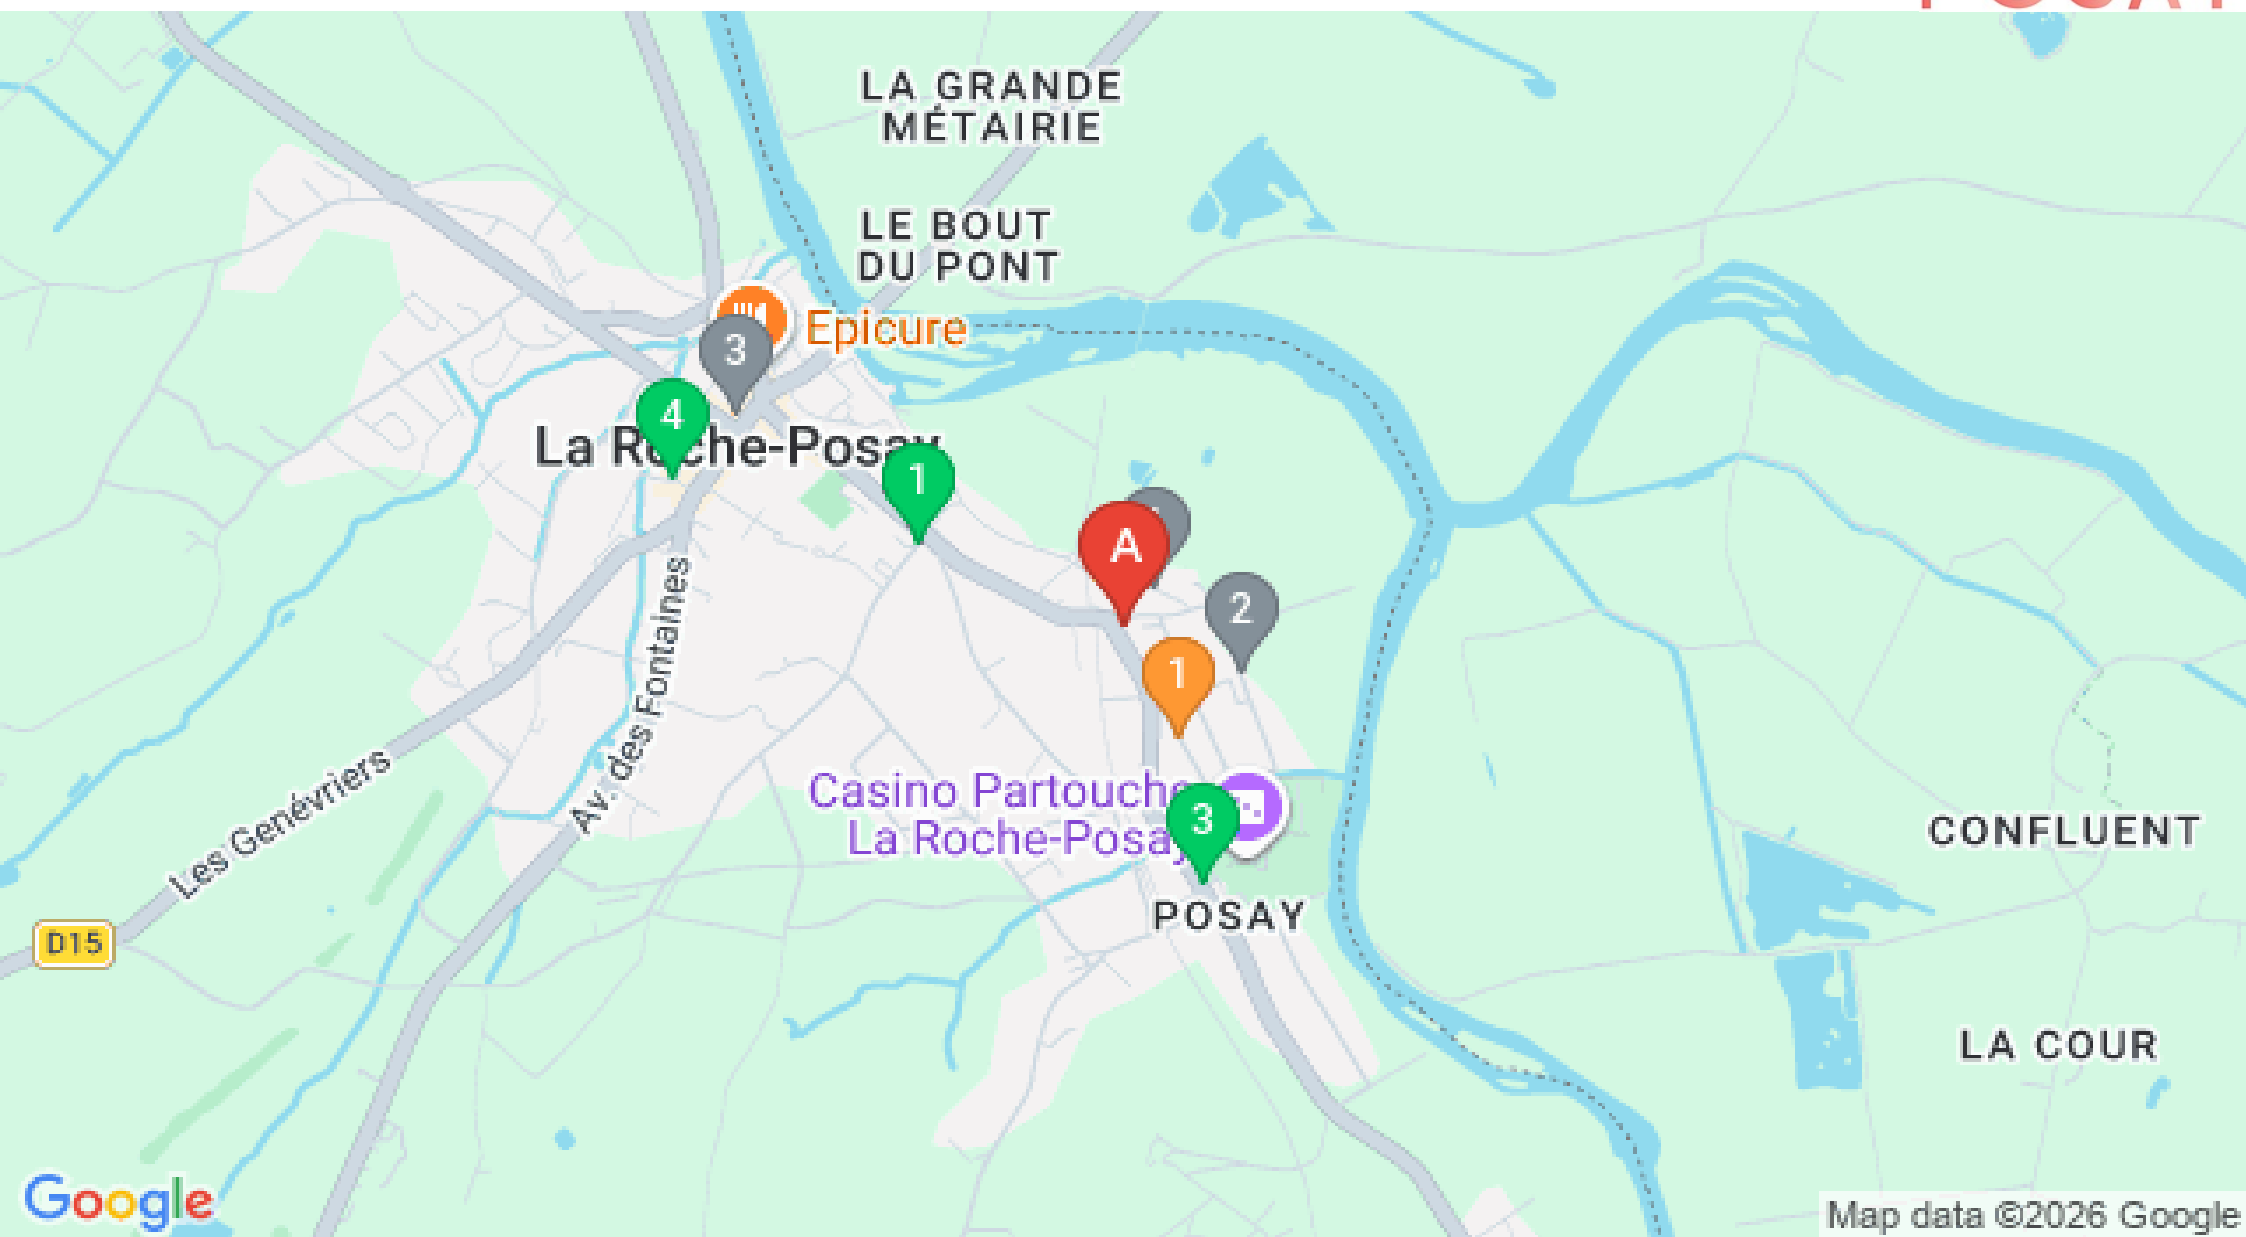 LA GRANDE
MÉTAIRIE
LE BOUT
DU PONT
Epicure
3
4
La Roche-Posay
1
A
2
1
Av. des Fontaines
Casino Partouche
La Roche-Posay
3
Les Genévriers
POSAY
CONFLUENT
D15
LA COUR
Google
Map data ©2026 Google